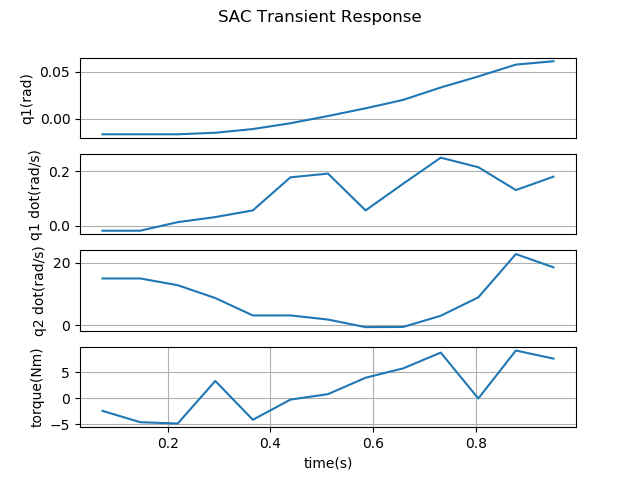 SAC Transient Response
q1(rad)
0.05
0.00
q1 dot(rad/s)
0.2
0.0
q2 dot(rad/s)
20
0
torque(Nm)
5
0
−5
0.2 0.4 0.6 0.8
time(s)